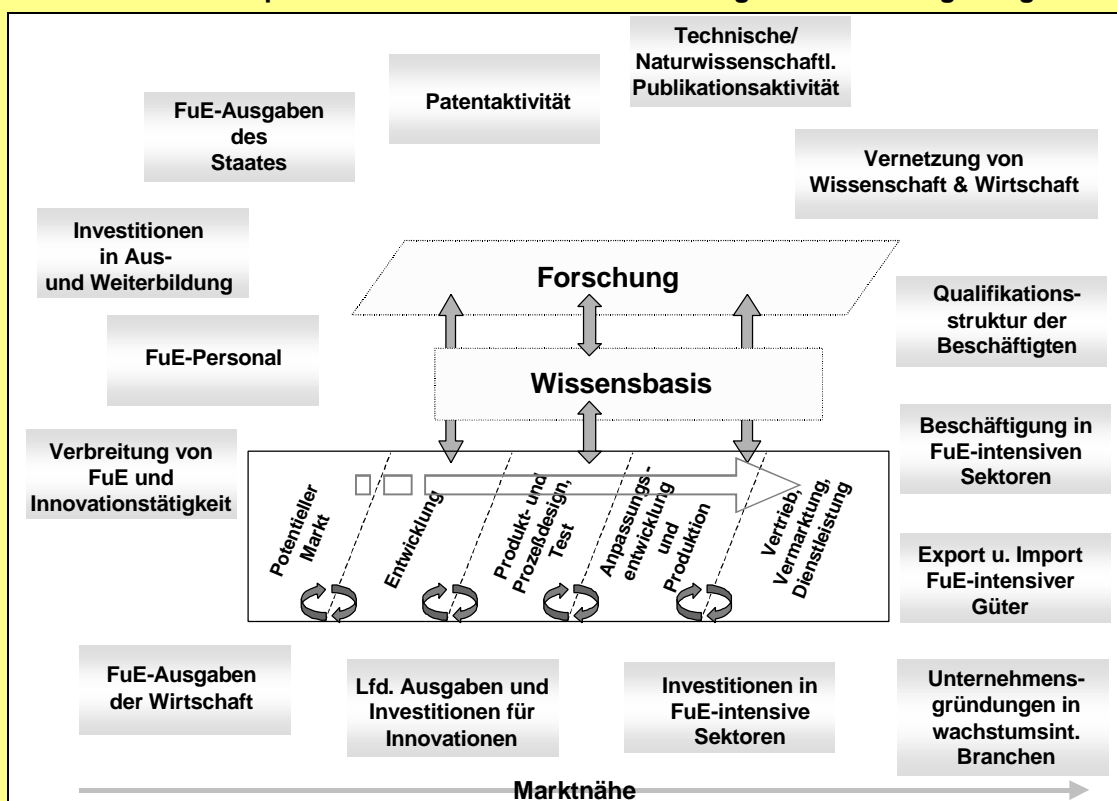 Technische/
Naturwissenschaftl.
Publikationsaktivität
Patentaktivität
FuE-Ausgaben
des
Staates
Vernetzung von
Wissenschaft & Wirtschaft
Investitionen
in Aus-
und Weiterbildung
Forschung
Qualifikations-
struktur der
Beschäftigten
FuE-Personal
Wissensbasis
Beschäftigung in
FuE-intensiven
Sektoren
Verbreitung von
FuE und
Innovationstätigkeit
Potentieller
Markt
Entwicklung
Produkt- und
Prozeßdesign,
Test
Anpassungs-
entwicklung
und
Produktion
Vertrieb,
Vermarktung,
Dienstleistung
Export u. Import
FuE-intensiver
Güter
FuE-Ausgaben
der Wirtschaft
Lfd. Ausgaben und
Investitionen für
Innovationen
Investitionen in
FuE-intensive
Sektoren
Unternehmens-
gründungen in
wachstumsint.
Branchen
Marktnähe